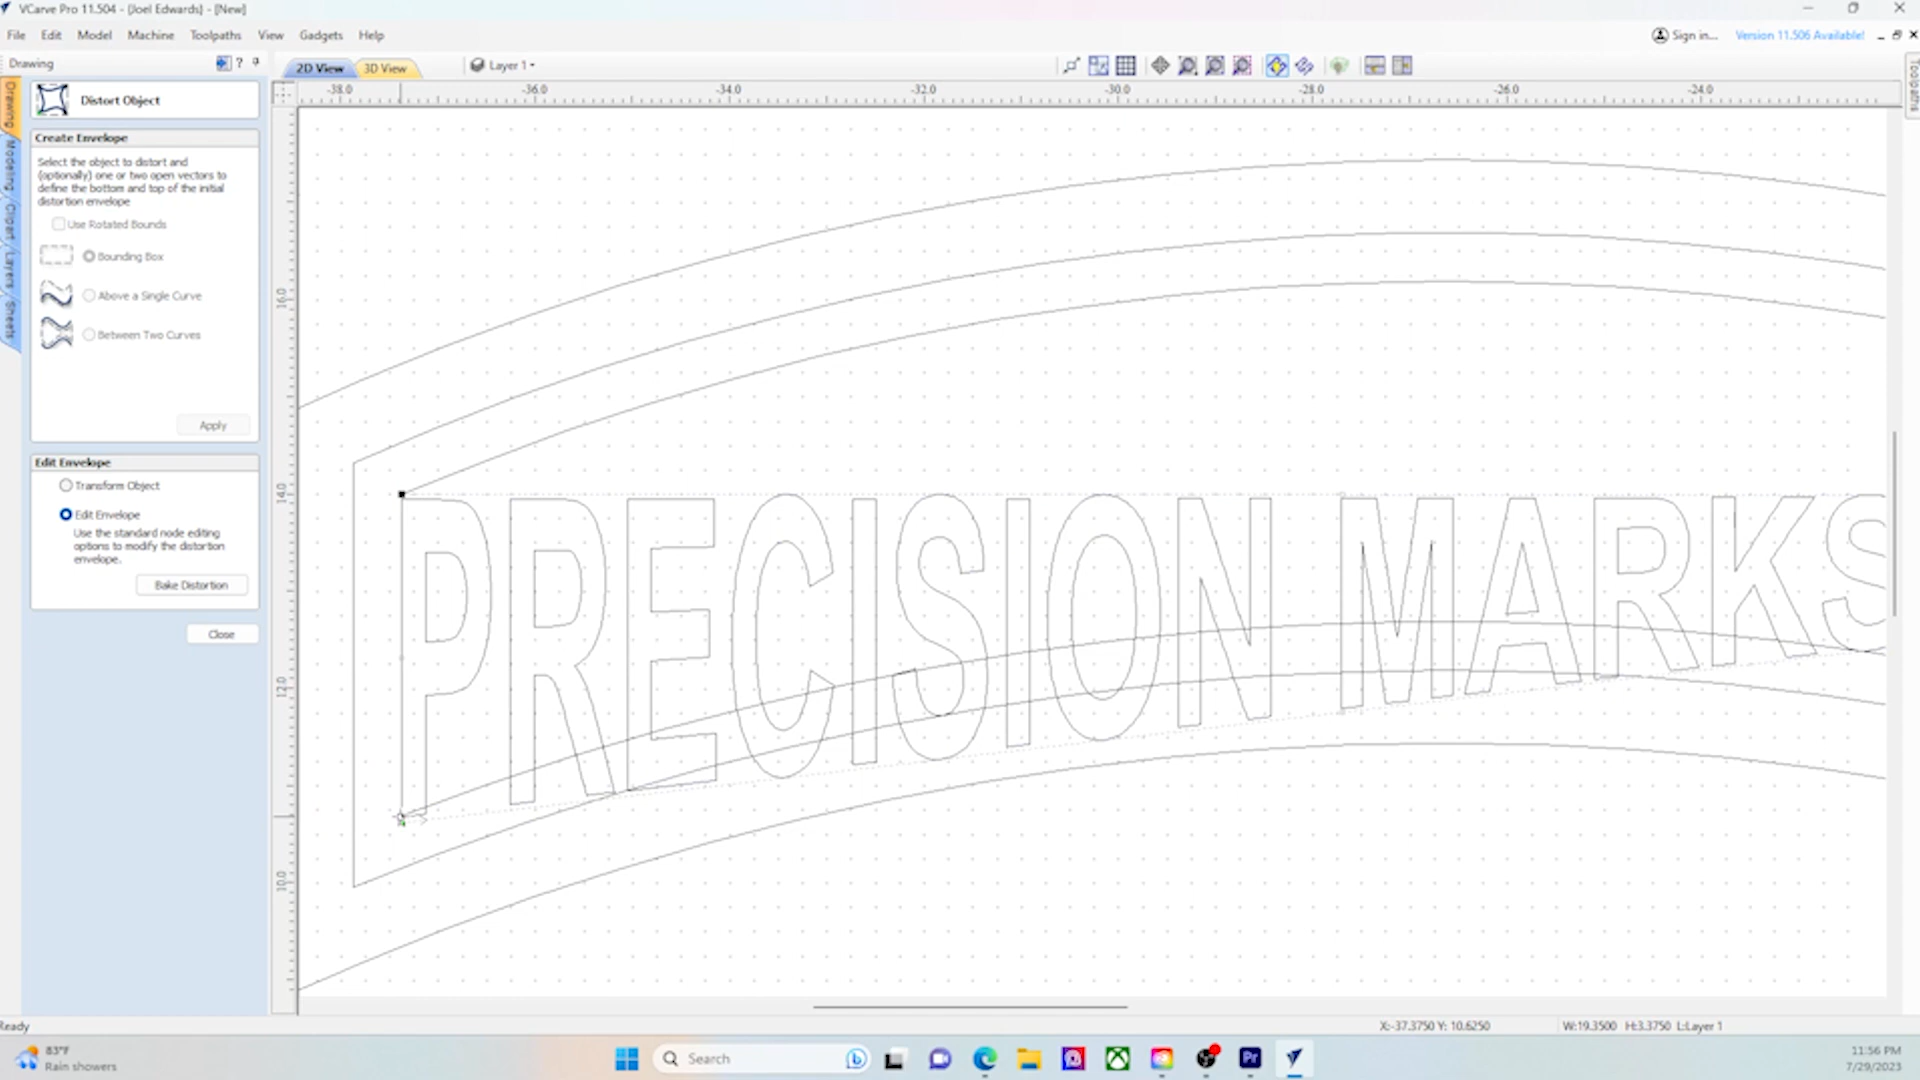 VCarve Pro 11.504 - {Joel Edwards} - [New]
File Edit Model Machine Toolpaths View Gadgets Help
Sign in... Version 11.506 Available!
Drawing ?
2D View 3D View Layer 1
Distort Object
-38.0 -36.0 -34.0 -32.0 -30.0 -28.0 -26.0 -24.0
Drawing
Modeling
Clipart
Layers
Sheets
Toolpaths
Create Envelope
Select the object to distort and
(optionally) one or two open vectors to
define the bottom and top of the initial
distortion envelope
Use Rotated Bounds
Bounding Box
Above a Single Curve
Between Two Curves
Apply
Edit Envelope
Transform Object
Edit Envelope
Use the standard node editing
options to modify the distortion
envelope.
Bake Distortion
Close
16.0
14.0
12.0
10.0
PRECISION MARKS
Ready
X:-37.3750 Y: 10.6250 W:19.3500 H:3.3750 L:Layer 1
83°F
Rain showers
Search
Pr
11:56 PM
7/29/2023